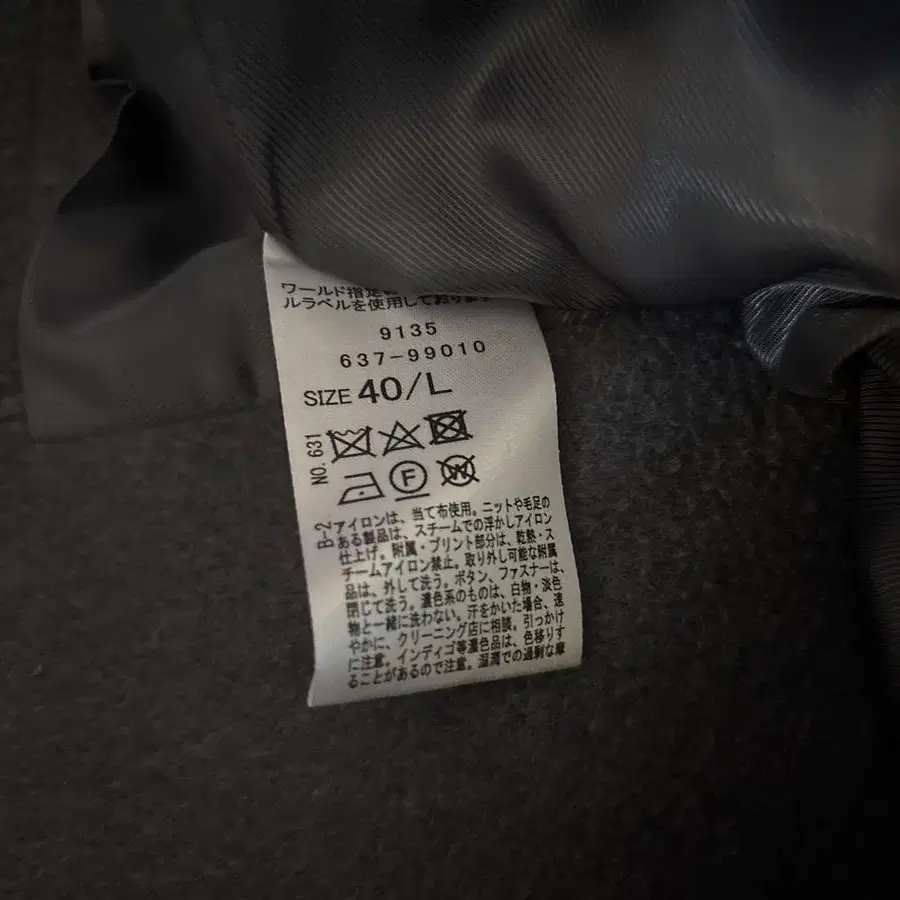 ワールド指定
ルラベルを使用しております
9135
637-99010
SIZE 40/L
NO. 631
F
W
B-2
アイロンは、当て布使用。ニットや毛足の
ある製品は、スチームでの浮かしアイロン
仕上げ。附属・プリント部分は、乾熱・ス
チームアイロン禁止。取り外し可能な附属
品は、外して洗う。ボタン、ファスナーは、
閉じて洗う。濃色系のものは、白物・淡色
物と一緒に洗わない。汗をかいた場合、速
やかに、クリーニング店に相談。引っかけ
に注意。インディゴ等濃色品は、色移りす
ることがあるので注意。湿潤での過剰な摩